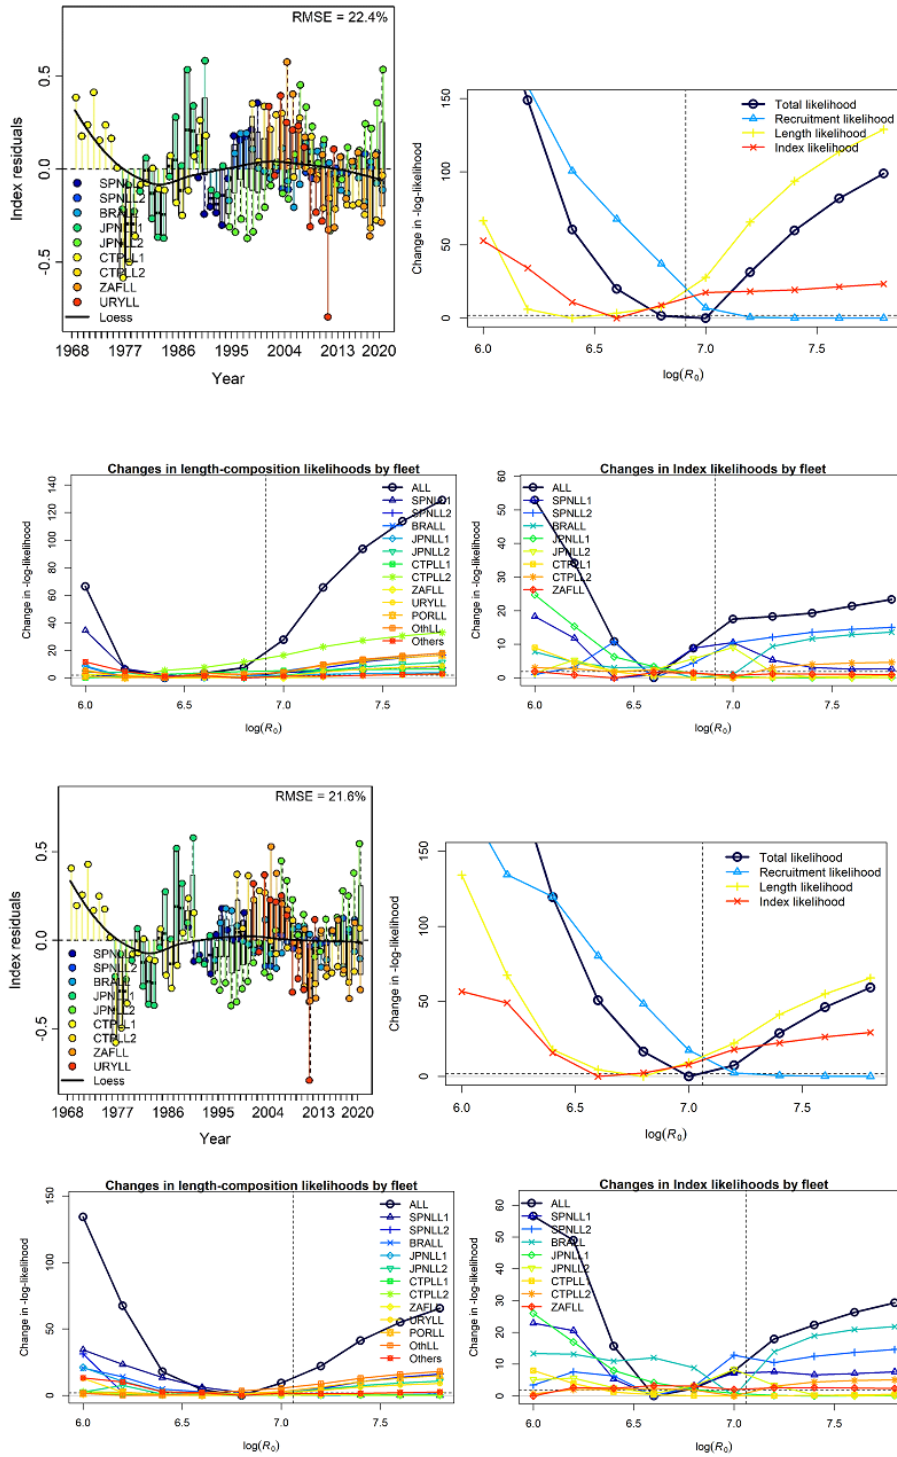 RMSE = 22.4%
0.5
0.0
-0.5
Index residuals
SPNLL1
SPNLL2
BRALL
JPNLL1
JPNLL2
CTPLL1
CTPLL2
ZAFLL
URYLL
Loess
1968 1977 1986 1995 2004 2013 2020
Year
150
100
50
0
Change in -log-likelihood
Total likelihood
Recruitment likelihood
Length likelihood
Index likelihood
6.0 6.5 7.0 7.5
log(R0)
Changes in length-composition likelihoods by fleet
140
120
100
80
60
40
20
0
Change in -log-likelihood
ALL
SPNLL1
SPNLL2
BRALL
JPNLL1
JPNLL2
CTPLL1
CTPLL2
ZAFLL
URYLL
PORLL
OthLL
Others
6.0 6.5 7.0 7.5
log(R0)
Changes in Index likelihoods by fleet
60
50
40
30
20
10
0
Change in -log-likelihood
ALL
SPNLL1
SPNLL2
BRALL
JPNLL1
JPNLL2
CTPLL1
CTPLL2
ZAFLL
6.0 6.5 7.0 7.5
log(R0)
RMSE = 21.6%
0.5
0.0
-0.5
Index residuals
SPNLL1
SPNLL2
BRALL
JPNLL1
JPNLL2
CTPLL1
CTPLL2
ZAFLL
URYLL
Loess
1968 1977 1986 1995 2004 2013 2022
Year
150
100
50
0
Change in -log-likelihood
Total likelihood
Recruitment likelihood
Length likelihood
Index likelihood
6.0 6.5 7.0 7.5
log(R0)
Changes in length-composition likelihoods by fleet
150
100
50
0
Change in -log-likelihood
ALL
SPNLL1
SPNLL2
BRALL
JPNLL1
JPNLL2
CTPLL1
CTPLL2
ZAFLL
URYLL
PORLL
OthLL
Others
6.0 6.5 7.0 7.5
log(R0)
Changes in Index likelihoods by fleet
60
50
40
30
20
10
0
Change in -log-likelihood
ALL
SPNLL1
SPNLL2
BRALL
JPNLL1
JPNLL2
CTPLL1
CTPLL2
ZAFLL
6.0 6.5 7.0 7.5
log(R0)